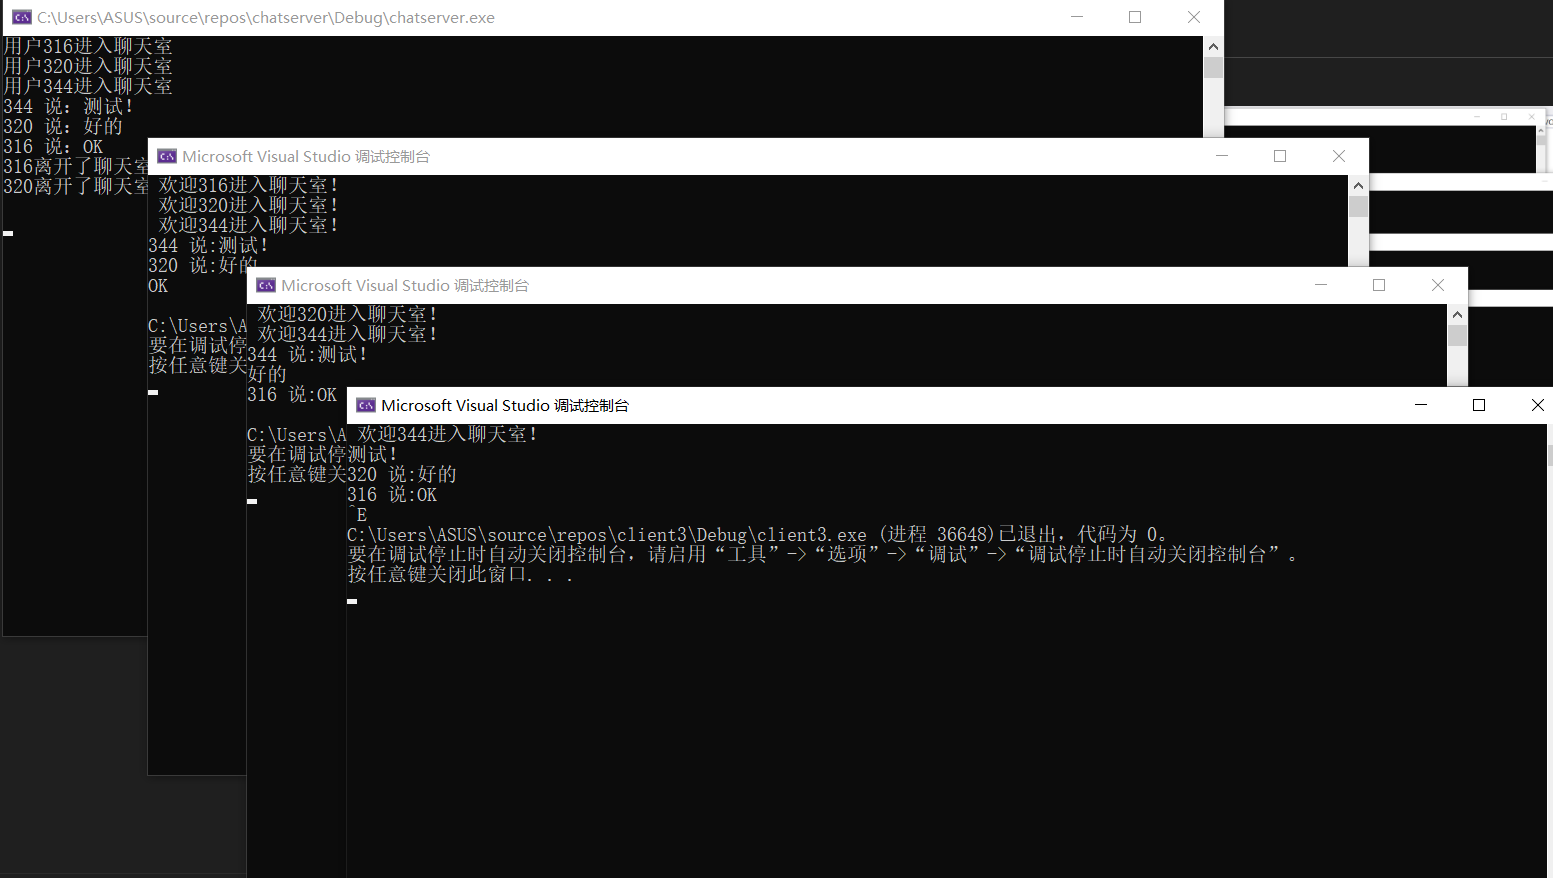 C:\Users\ASUS\source\repos\chatserver\Debug\chatserver.exe
用户316进入聊天室
用户320进入聊天室
用户344进入聊天室
344 说：测试！
320 说：好的
316 说：OK
316离开了聊天室
320离开了聊天室
Microsoft Visual Studio 调试控制台
欢迎316进入聊天室！
欢迎320进入聊天室！
欢迎344进入聊天室！
344 说:测试！
320 说:好的
OK
C:\Users\A
要在调试停
按任意键关
Microsoft Visual Studio 调试控制台
欢迎320进入聊天室！
欢迎344进入聊天室！
344 说:测试！
好的
316 说:OK
C:\Users\A
要在调试停
按任意键关
Microsoft Visual Studio 调试控制台
欢迎344进入聊天室！
测试！
320 说:好的
316 说:OK
^E
C:\Users\ASUS\source\repos\client3\Debug\client3.exe (进程 36648)已退出，代码为 0。
要在调试停止时自动关闭控制台，请启用“工具”->“选项”->“调试”->“调试停止时自动关闭控制台”。
按任意键关闭此窗口. . .